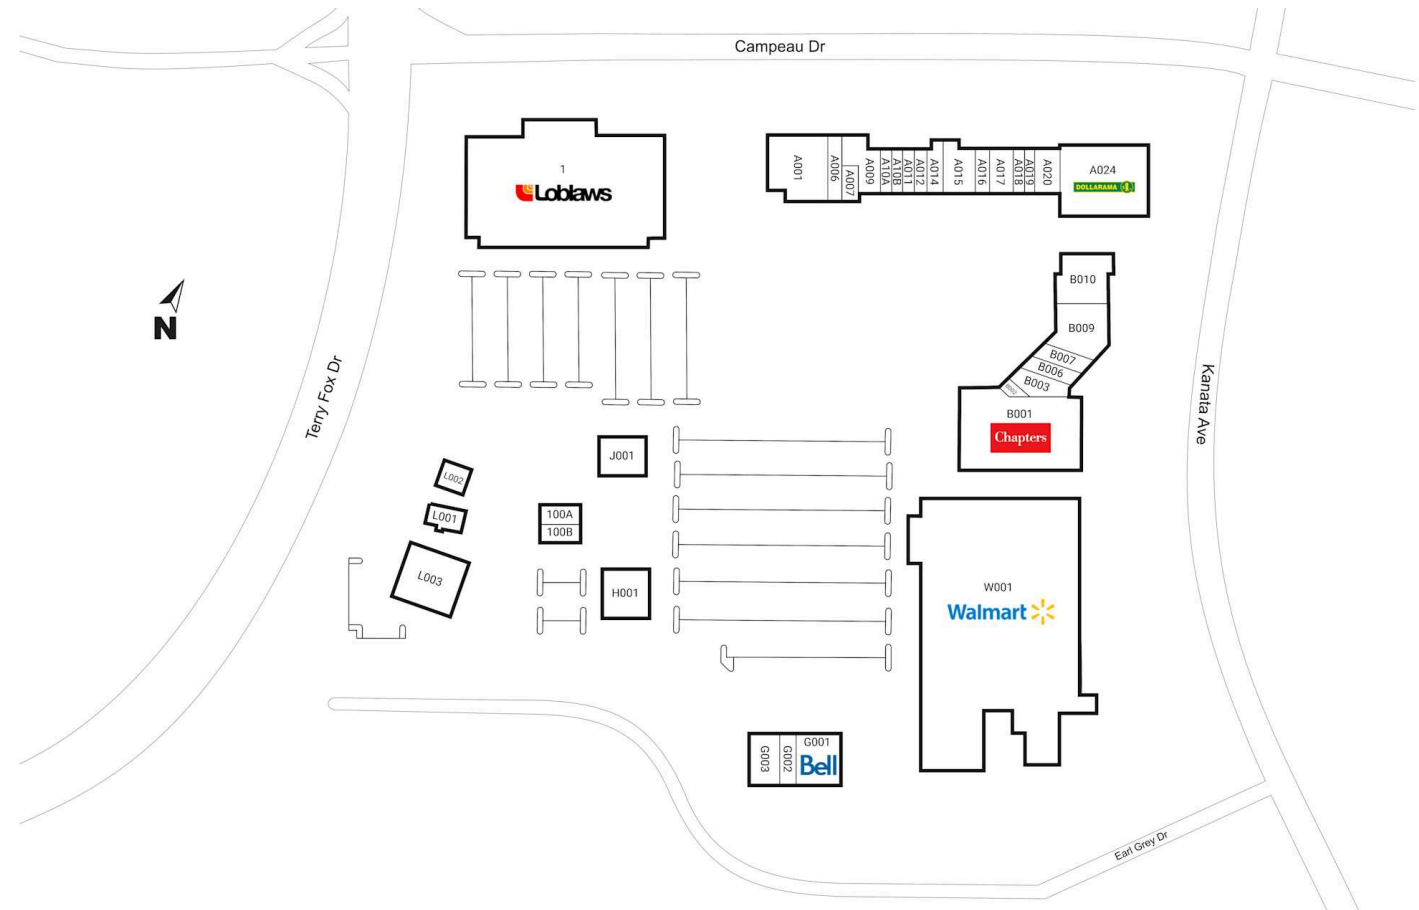 Campeau Dr
1
Loblaws
A001
A006
A007
A009
A10A
A10B
A011
A012
A014
A015
A016
A017
A018
A019
A020
A024
DOLLARAMA
B010
B009
B007
B006
B003
B001
Chapters
N
Terry Fox Dr
Kanata Ave
J001
L002
L001
L003
100A
100B
H001
W001
Walmart
G003
G002
G001
Bell
Earl Grey Dr